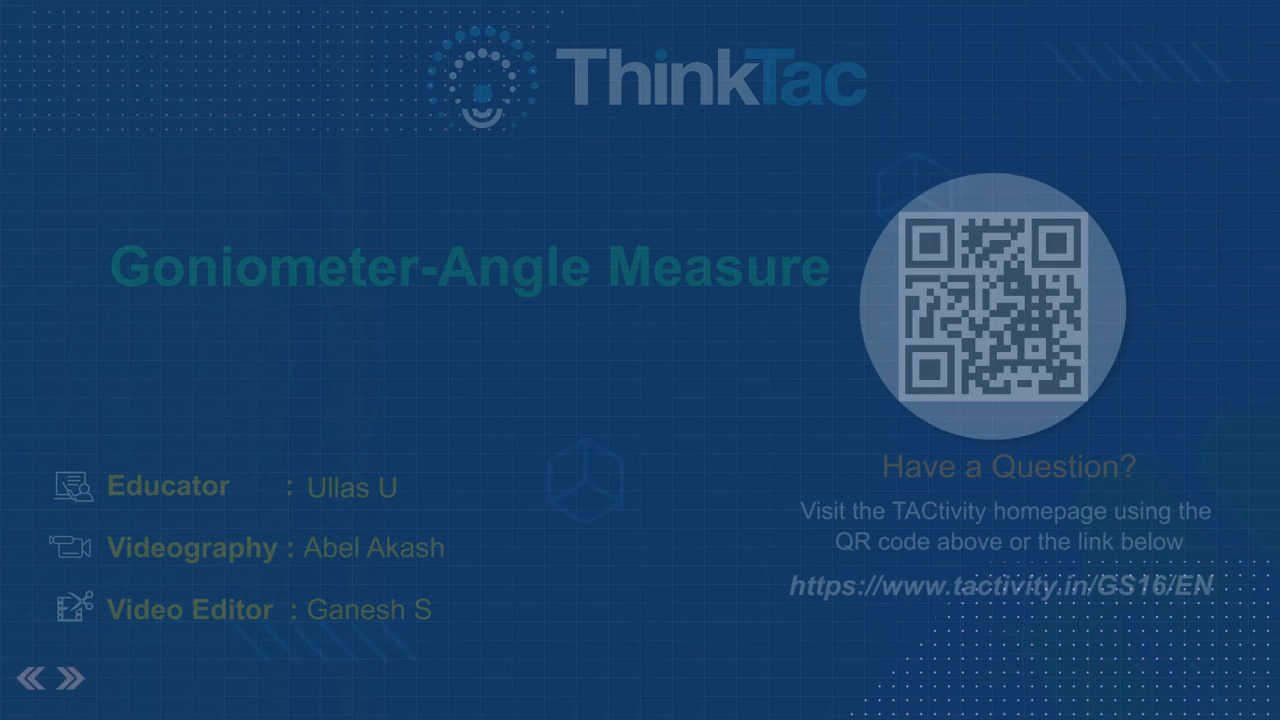 ThinkTac
Goniometer-Angle Measure
Educator : Ullas U
Videography : Abel Akash
Video Editor : Ganesh S
Have a Question?
Visit the TACtivity homepage using the
QR code above or the link below
https://www.tactivity.in/GS16/EN